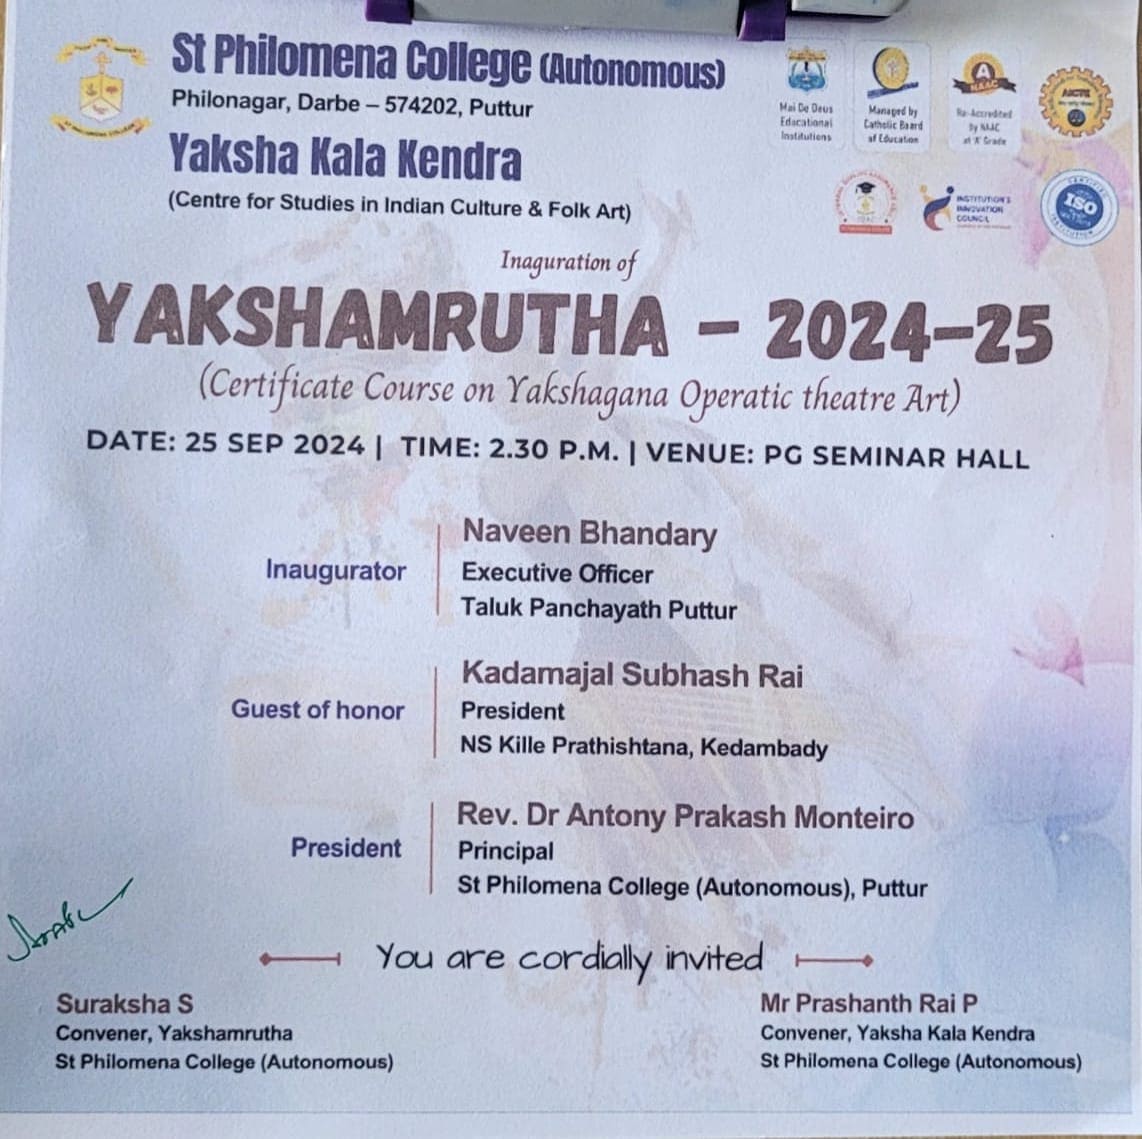 St Philomena College (Autonomous)
Philonagar, Darbe – 574202, Puttur
Yaksha Kala Kendra
(Centre for Studies in Indian Culture & Folk Art)
Mai De Deus
Educational
Institutions
Managed by
Catholic Board
of Education
A
NAAC
Re-Accredited
by NAAC
at 'A' Grade
AICTE
INSTITUTION'S
INNOVATION
COUNCIL
ISO
Inaguration of
YAKSHAMRUTHA – 2024–25
(Certificate Course on Yakshagana Operatic theatre Art)
DATE: 25 SEP 2024 | TIME: 2.30 P.M. | VENUE: PG SEMINAR HALL
Inaugurator
Naveen Bhandary
Executive Officer
Taluk Panchayath Puttur
Guest of honor
Kadamajal Subhash Rai
President
NS Kille Prathishtana, Kedambady
President
Rev. Dr Antony Prakash Monteiro
Principal
St Philomena College (Autonomous), Puttur
You are cordially invited
Suraksha S
Convener, Yakshamrutha
St Philomena College (Autonomous)
Mr Prashanth Rai P
Convener, Yaksha Kala Kendra
St Philomena College (Autonomous)